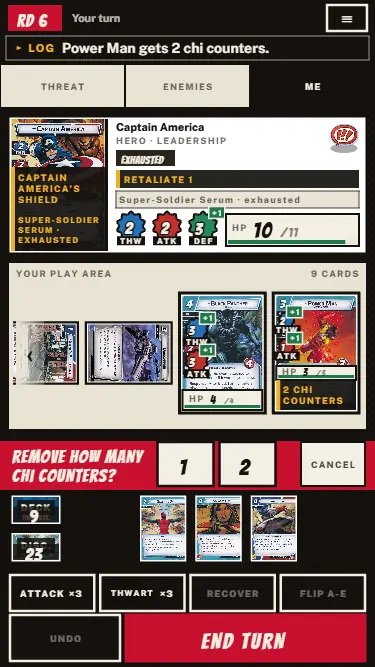 RD 6
Your turn
≡
► LOG Power Man gets 2 chi counters.
THREAT
ENEMIES
ME
Captain America
Captain America
HERO · LEADERSHIP
EXHAUSTED
CAPTAIN
AMERICA'S
SHIELD
RETALIATE 1
SUPER-SOLDIER
SERUM ·
EXHAUSTED
Super-Soldier Serum · exhausted
2 THW
2 ATK
3 DEF
+1
HP 10 /11
YOUR PLAY AREA
9 CARDS
Black Panther
4
+1
3
THW
+1
3
ATK
HP 4 /4
Power Man
3
+1
THW
+1
ATK
HP 3 /3
2 CHI
COUNTERS
REMOVE HOW MANY
CHI COUNTERS?
1
2
CANCEL
DECK
9
23
ATTACK ×3
THWART ×3
RECOVER
FLIP A-E
UNDO
END TURN